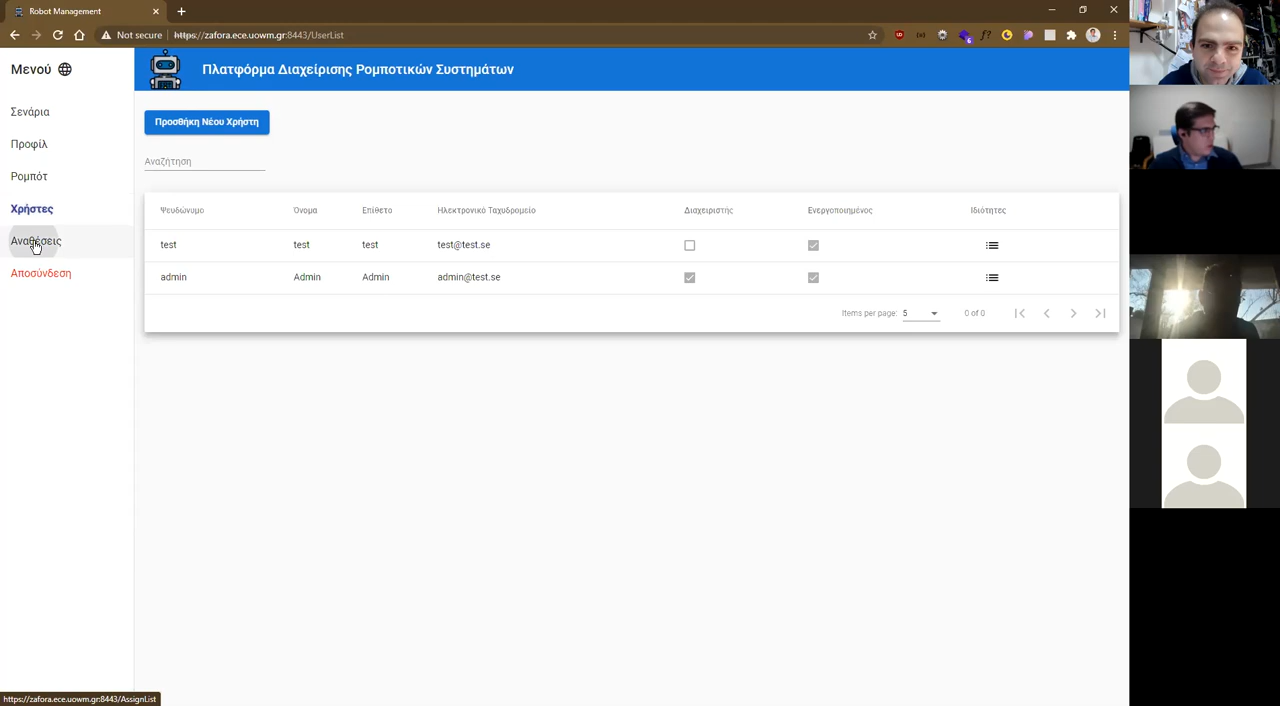 Robot Management
Not secure
https://zafora.ece.uowm.gr:8443/UserList
Μενού
Πλατφόρμα Διαχείρισης Ρομποτικών Συστημάτων
Σενάρια
Προφίλ
Ρομπότ
Χρήστες
Αναθέσεις
Αποσύνδεση
Προσθήκη Νέου Χρήστη
Αναζήτηση
Ψευδώνυμο Όνομα Επίθετο Ηλεκτρονικό Ταχυδρομείο Διαχειριστής Ενεργοποιημένος Ιδιότητες
test test test test@test.se
admin Admin Admin admin@test.se
Items per page: 5 0 of 0
https://zafora.ece.uowm.gr:8443/AssignList